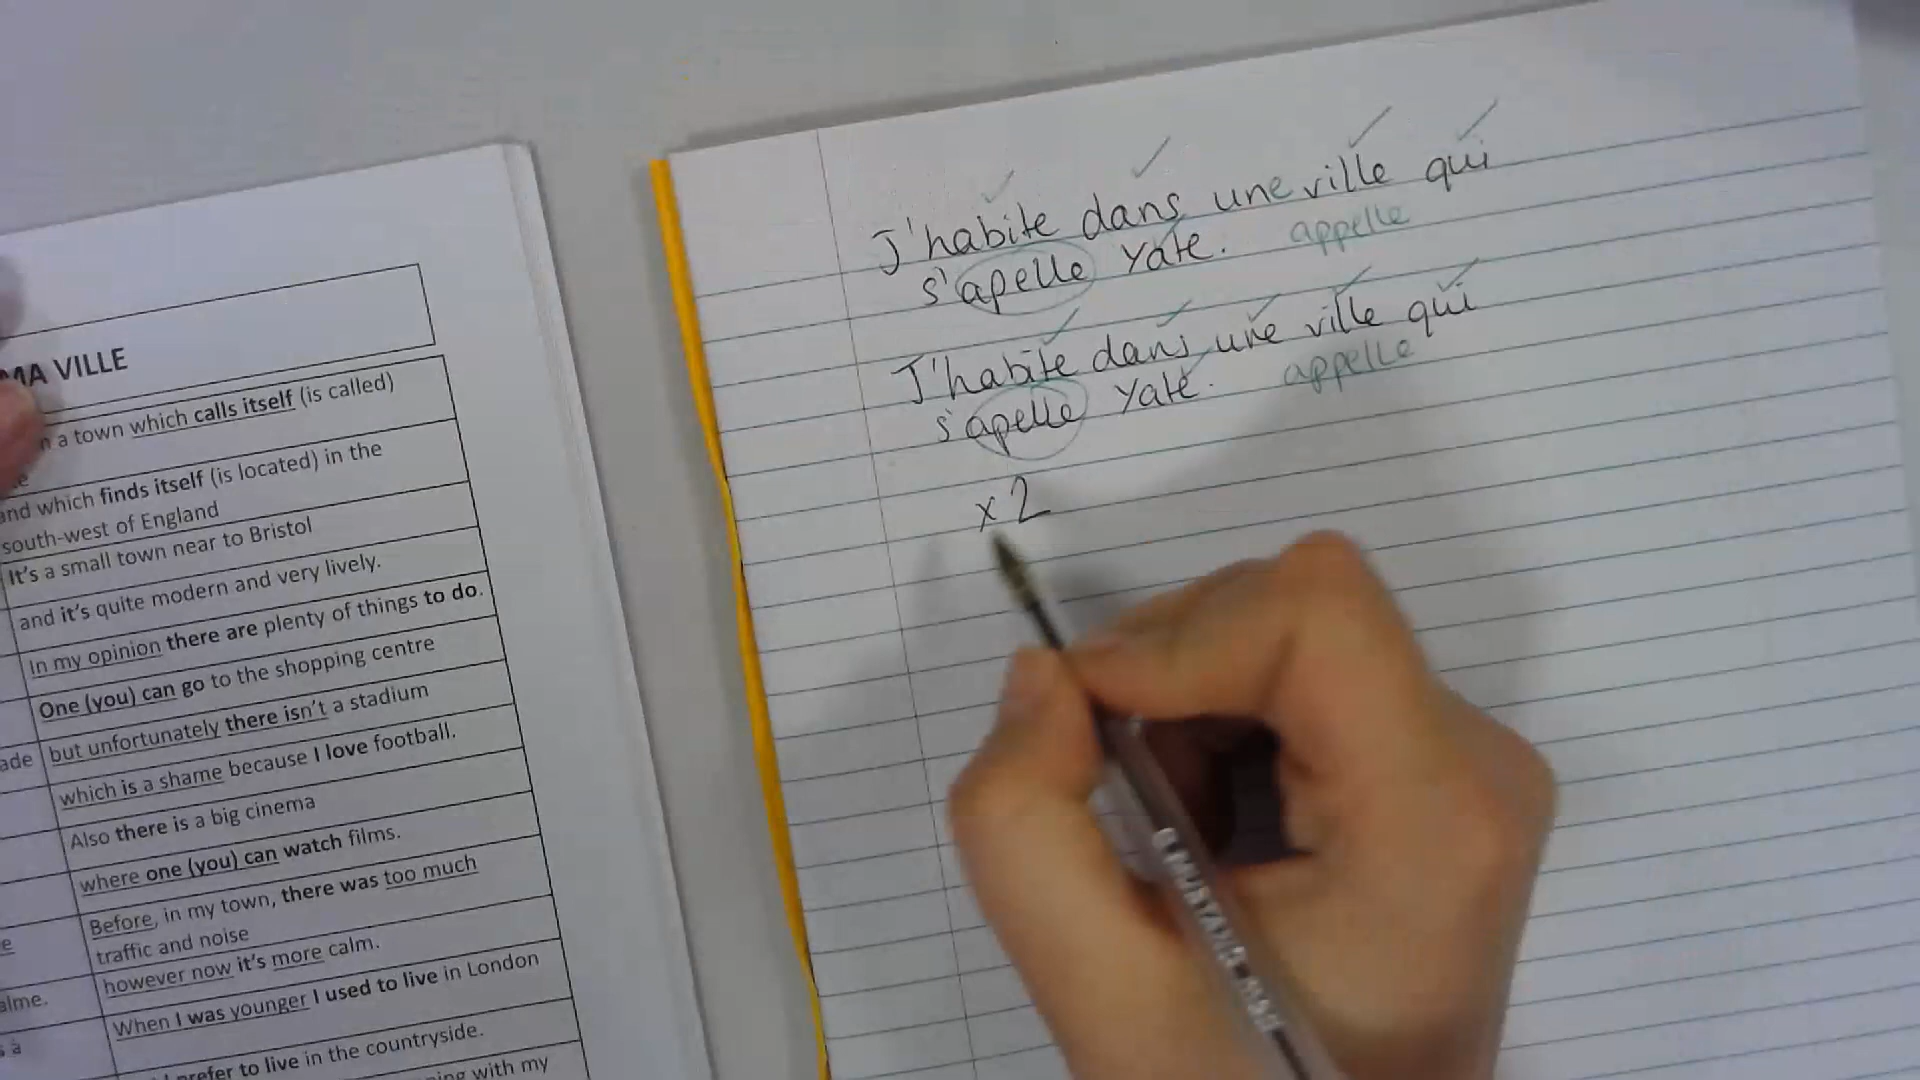 MA VILLE
a town which calls itself (is called)
and which finds itself (is located) in the
south-west of England
It's a small town near to Bristol
and it's quite modern and very lively.
In my opinion there are plenty of things to do.
One (you) can go to the shopping centre
ade but unfortunately there isn't a stadium
which is a shame because I love football.
Also there is a big cinema
where one (you) can watch films.
e Before, in my town, there was too much
traffic and noise
alme. however now it's more calm.
s à When I was younger I used to live in London
prefer to live in the countryside.
with my
J'habite dans une ville qui
s'apelle Yate. appelle
J'habite dans une ville qui
s'apelle Yate. appelle
x2